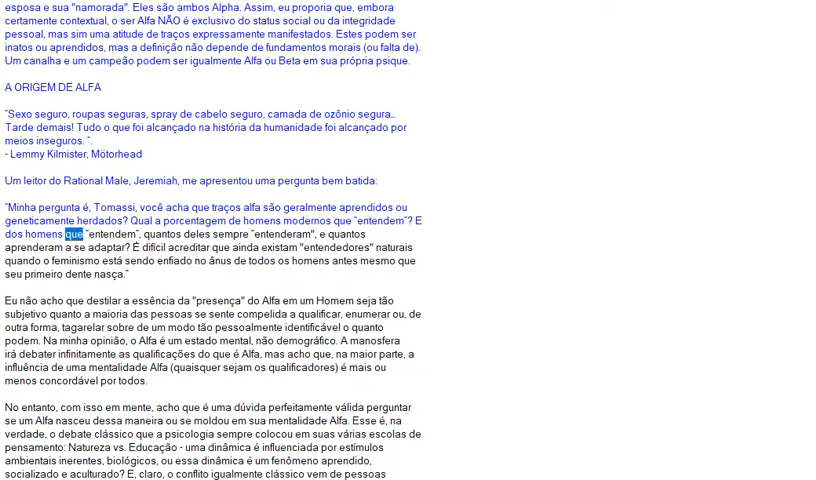 esposa e sua "namorada". Eles são ambos Alpha. Assim, eu proporia que, embora
certamente contextual, o ser Alfa NÃO é exclusivo do status social ou da integridade
pessoal, mas sim uma atitude de traços expressamente manifestados. Estes podem ser
inatos ou aprendidos, mas a definição não depende de fundamentos morais (ou falta de).
Um canalha e um campeão podem ser igualmente Alfa ou Beta em sua própria psique.
A ORIGEM DE ALFA
"Sexo seguro, roupas seguras, spray de cabelo seguro, camada de ozônio segura...
Tarde demais! Tudo o que foi alcançado na história da humanidade foi alcançado por
meios inseguros. ".
- Lemmy Kilmister, Mötorhead
Um leitor do Rational Male, Jeremiah, me apresentou uma pergunta bem batida:
"Minha pergunta é, Tomassi, você acha que traços alfa são geralmente aprendidos ou
geneticamente herdados? Qual a porcentagem de homens modernos que "entendem"? E
dos homens que "entendem", quantos deles sempre "entenderam", e quantos
aprenderam a se adaptar? É difícil acreditar que ainda existam "entendedores" naturais
quando o feminismo está sendo enfiado no ânus de todos os homens antes mesmo que
seu primeiro dente nasça."
Eu não acho que destilar a essência da "presença" do Alfa em um Homem seja tão
subjetivo quanto a maioria das pessoas se sente compelida a qualificar, enumerar ou, de
outra forma, tagarelar sobre de um modo tão pessoalmente identificável o quanto
podem. Na minha opinião, o Alfa é um estado mental, não demográfico. A manosfera
irá debater infinitamente as qualificações do que é Alfa, mas acho que, na maior parte, a
influência de uma mentalidade Alfa (quaisquer sejam os qualificadores) é mais ou
menos concordável por todos.
No entanto, com isso em mente, acho que é uma dúvida perfeitamente válida perguntar
se um Alfa nasceu dessa maneira ou se moldou em sua mentalidade Alfa. Esse é, na
verdade, o debate clássico que a psicologia sempre colocou em suas várias escolas de
pensamento: Natureza vs. Educação - uma dinâmica é influenciada por estímulos
ambientais inerentes, biológicos, ou essa dinâmica é um fenômeno aprendido,
socializado e aculturado? E, claro, o conflito igualmente clássico vem de pessoas